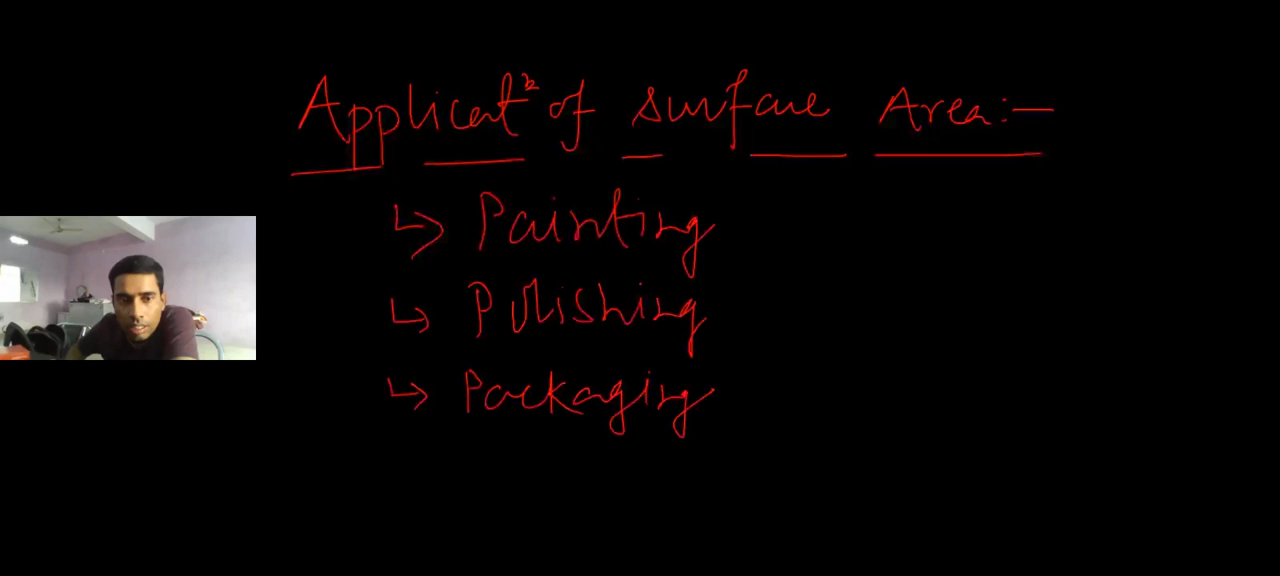 Applicatⁿ of surface Area:-
↳ Painting
↳ Polishing
↳ Packaging